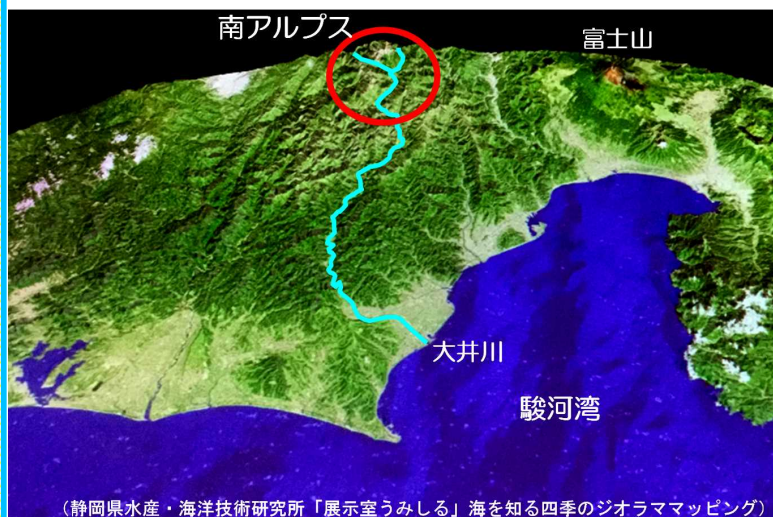 南アルプス
富士山
大井川
駿河湾
（静岡県水産・海洋技術研究所「展示室うみしる」海を知る四季のジオラママッピング）